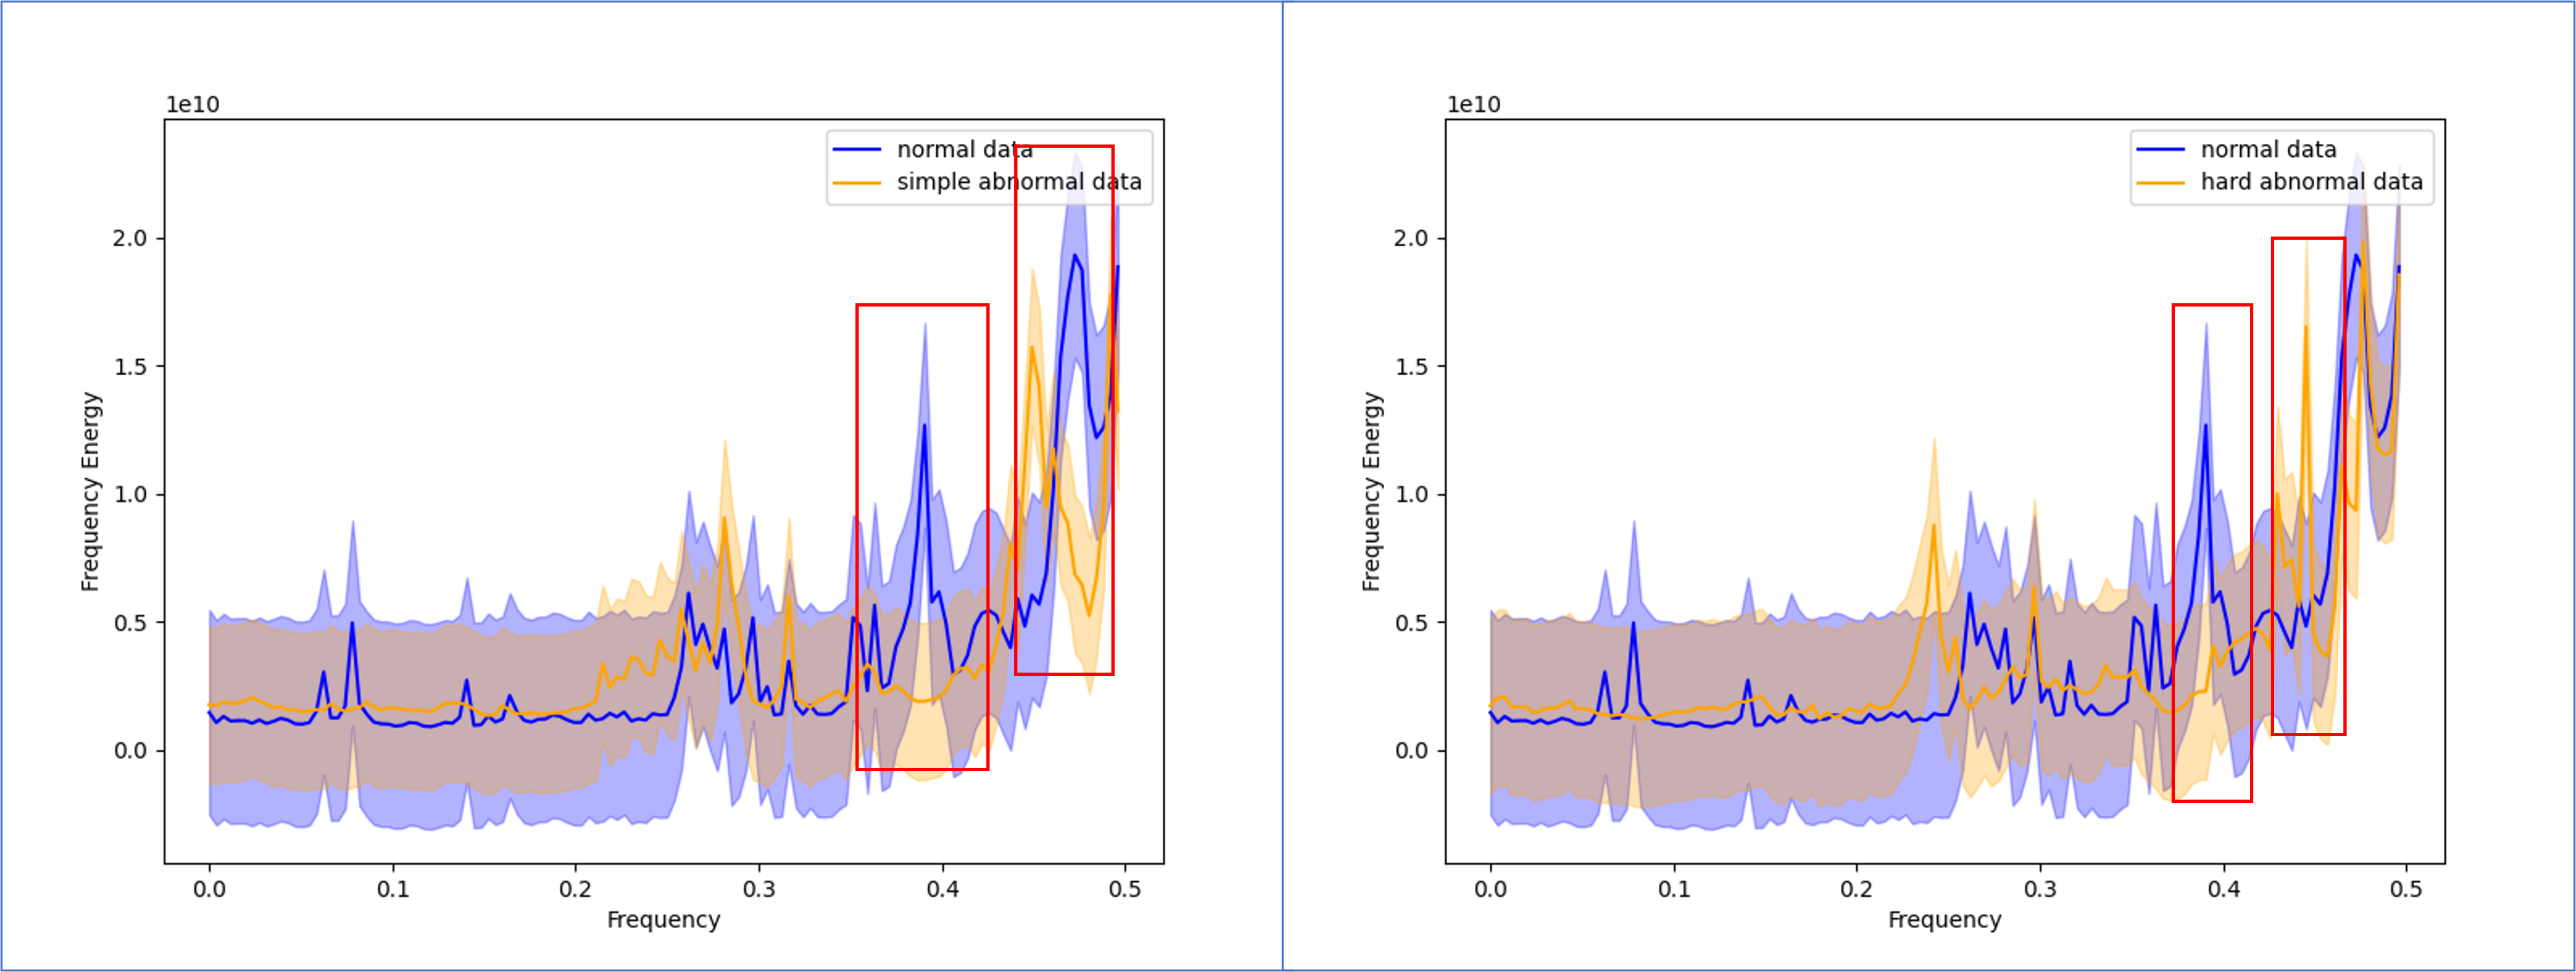 1e10
normal data
simple abnormal data
2.0
1.5
1.0
0.5
0.0
Frequency Energy
0.0 0.1 0.2 0.3 0.4 0.5
Frequency
1e10
normal data
hard abnormal data
2.0
1.5
1.0
0.5
0.0
Frequency Energy
0.0 0.1 0.2 0.3 0.4 0.5
Frequency